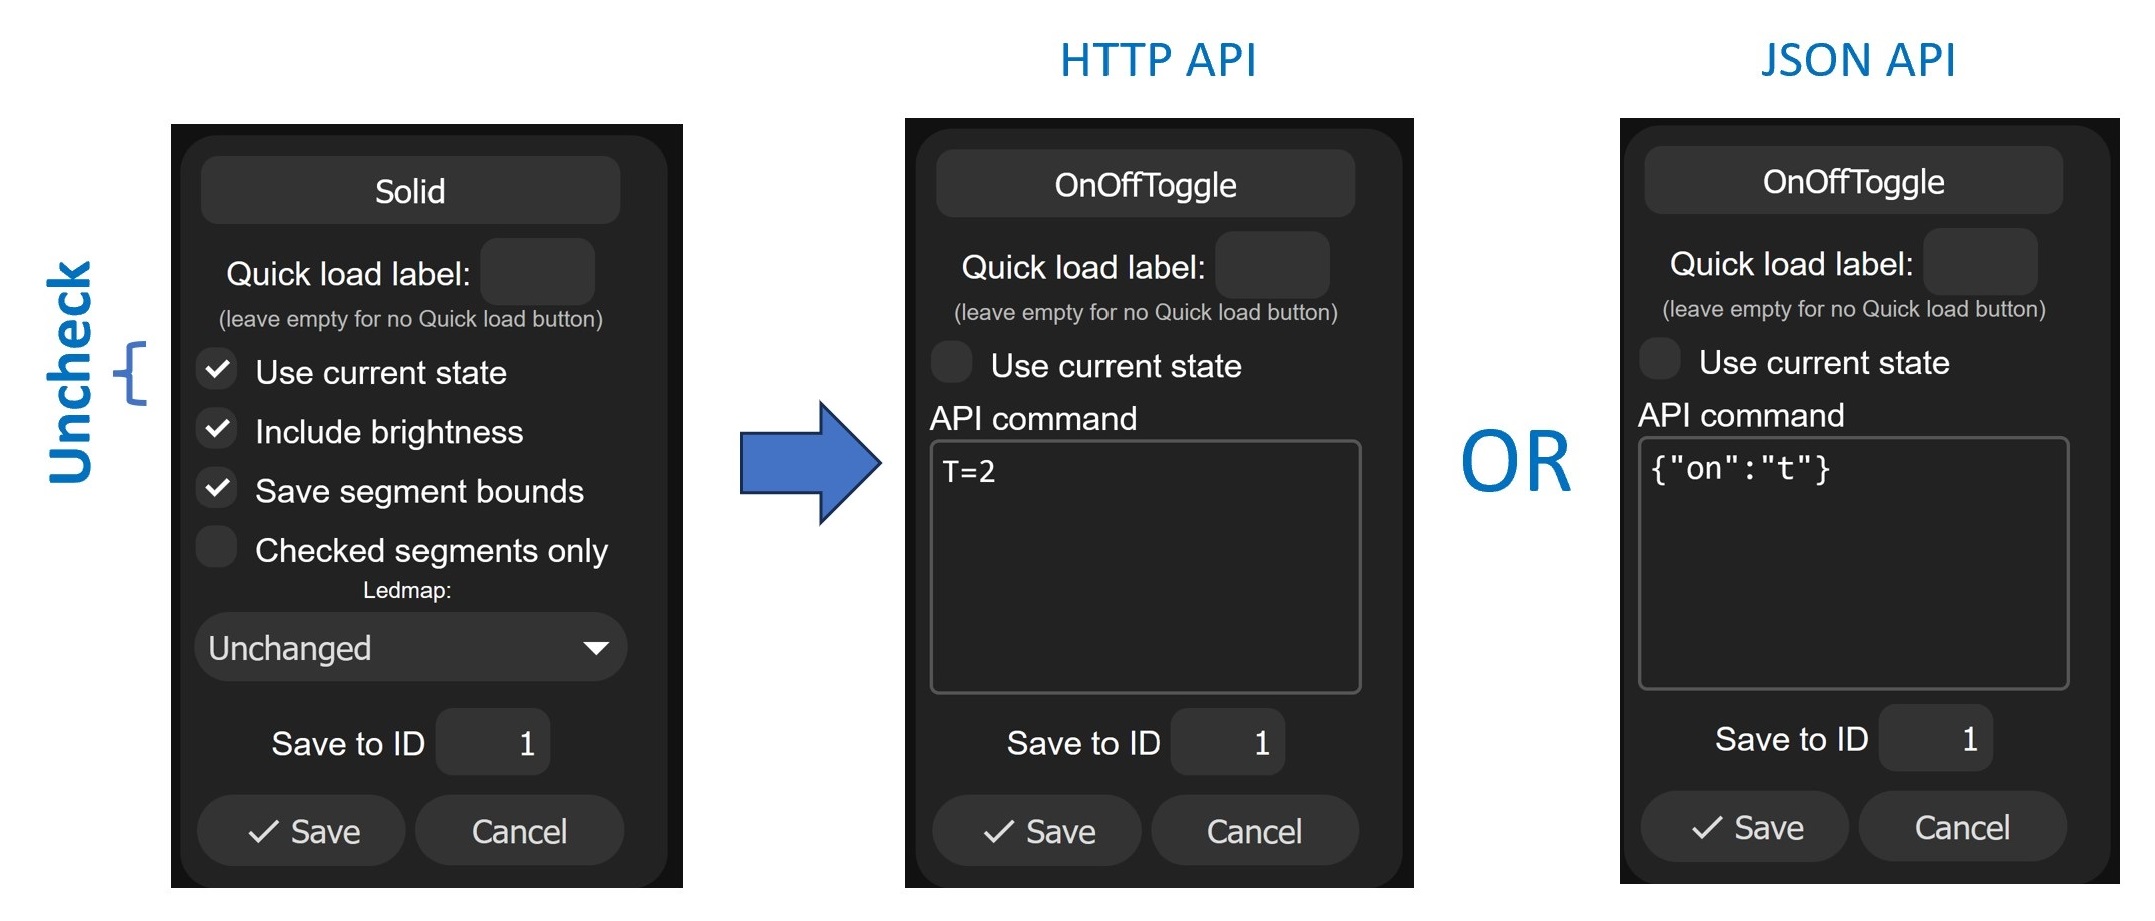 HTTP API
JSON API
Uncheck
Solid
Quick load label:
(leave empty for no Quick load button)
Use current state
Include brightness
Save segment bounds
Checked segments only
Ledmap:
Unchanged
Save to ID 1
Save Cancel
OnOffToggle
Quick load label:
(leave empty for no Quick load button)
Use current state
API command
T=2
Save to ID 1
Save Cancel
OR
OnOffToggle
Quick load label:
(leave empty for no Quick load button)
Use current state
API command
{"on":"t"}
Save to ID 1
Save Cancel